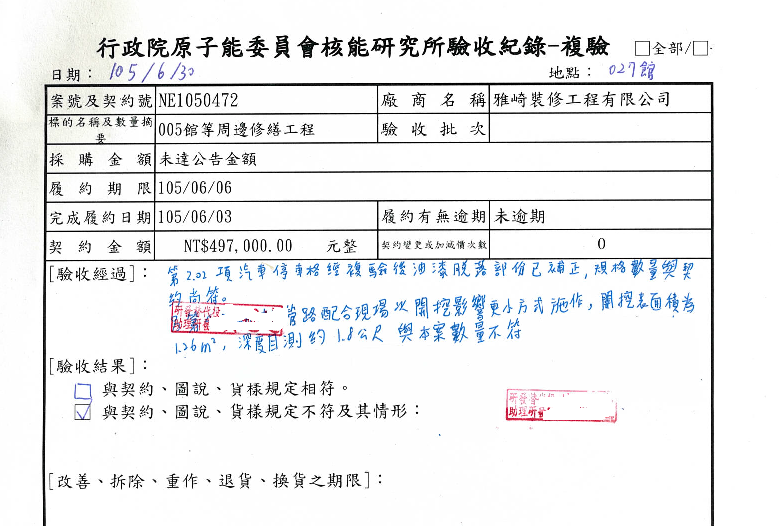 行政院原子能委員會核能研究所驗收紀錄-複驗 □全部/□
日期：105/6/30 地點：027館
案號及契約號 NE1050472 廠商名稱 雅崎裝修工程有限公司
標的名稱及數量摘要 005館等周邊修繕工程 驗收批次
採購金額 未達公告金額
履約期限 105/06/06
完成履約日期 105/06/03 履約有無逾期 未逾期
契約金額 NT$497,000.00 元整 契約變更或加減價次數 0
[驗收經過]：第2.02項汽車停車格經複驗後油漆脫落部份已補正,規格數量與契
約尚符。
管路配合現場以開挖影響更小方式施作，開挖表面積為
1.26m²，深度目測約1.8公尺 與本案數量不符
[驗收結果]：
□與契約、圖說、貨樣規定相符。
☑與契約、圖說、貨樣規定不符及其情形：
助理研
[改善、拆除、重作、退貨、換貨之期限]：